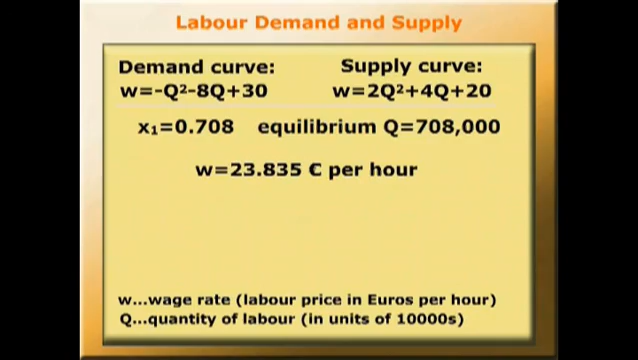 Labour Demand and Supply
Demand curve: Supply curve:
w=-Q²-8Q+30 w=2Q²+4Q+20
x₁=0.708 equilibrium Q=708,000
w=23.835 € per hour
w...wage rate (labour price in Euros per hour)
Q...quantity of labour (in units of 10000s)